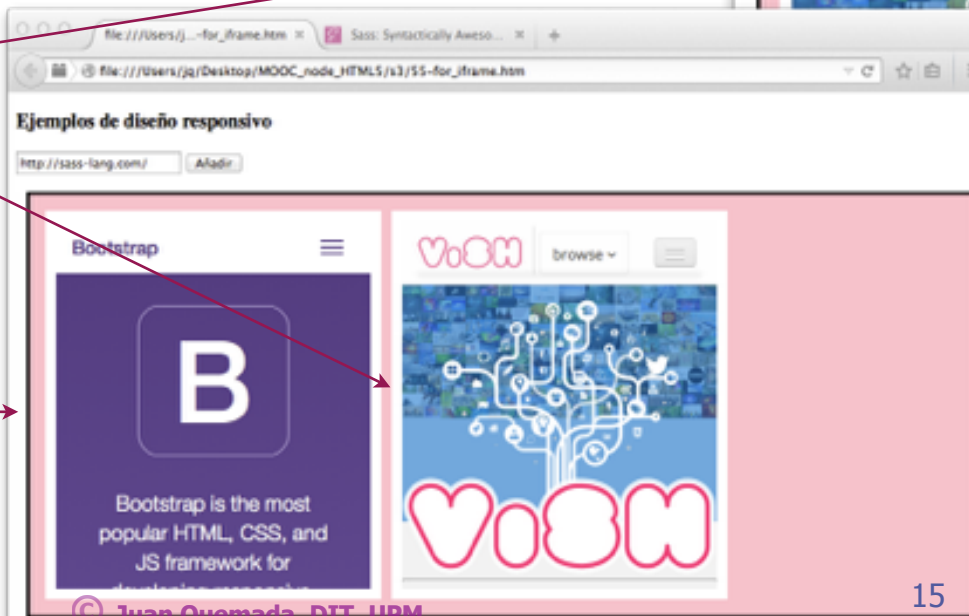 file:///Users/j...-for_iframe.htm
Sass: Syntactically Aweso...
file:///Users/jq/Desktop/MOOC_node_HTML5/s3/55-for_iframe.htm
Ejemplos de diseño responsivo
http://sass-lang.com/ Añadir
Bootstrap
ViSH browse
B
Bootstrap is the most
popular HTML, CSS, and
JS framework for
ViSH
© Juan Quemada, DIT, UPM
15